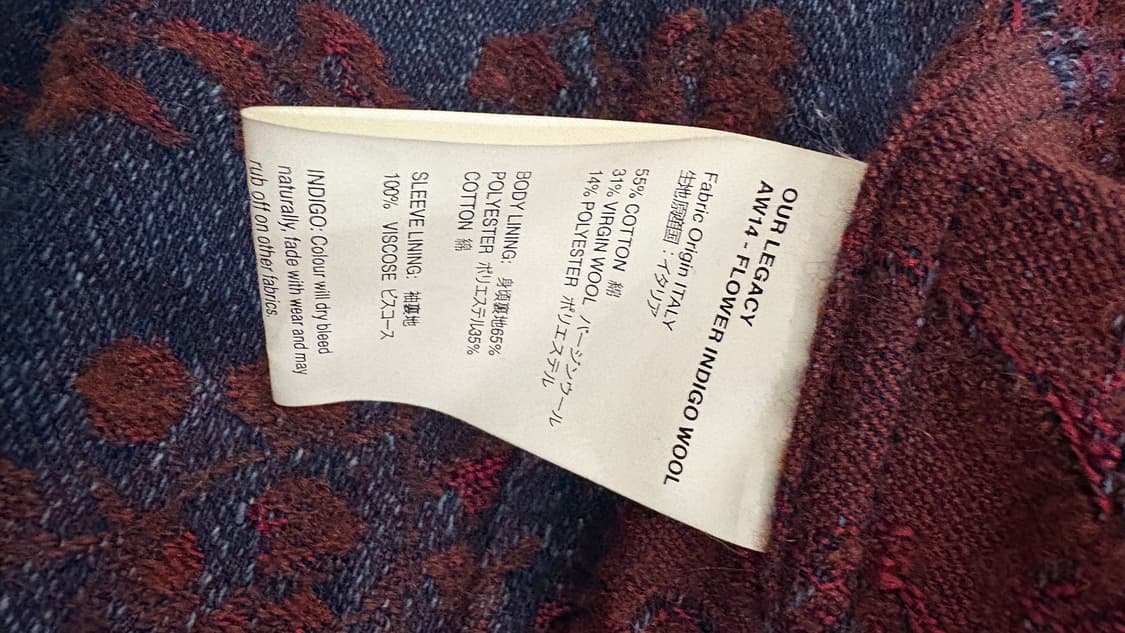 OUR LEGACY
AW14 - FLOWER INDIGO WOOL
Fabric Origin ITALY
生地原産国：イタリア
55% COTTON 綿
31% VIRGIN WOOL バージンウール
14% POLYESTER ポリエステル
BODY LINING: 身頃裏地65%
POLYESTER ポリエステル35%
COTTON 綿
SLEEVE LINING: 袖裏地
100% VISCOSE ビスコース
INDIGO: Colour will dry bleed
naturally, fade with wear and may
rub off on other fabrics.